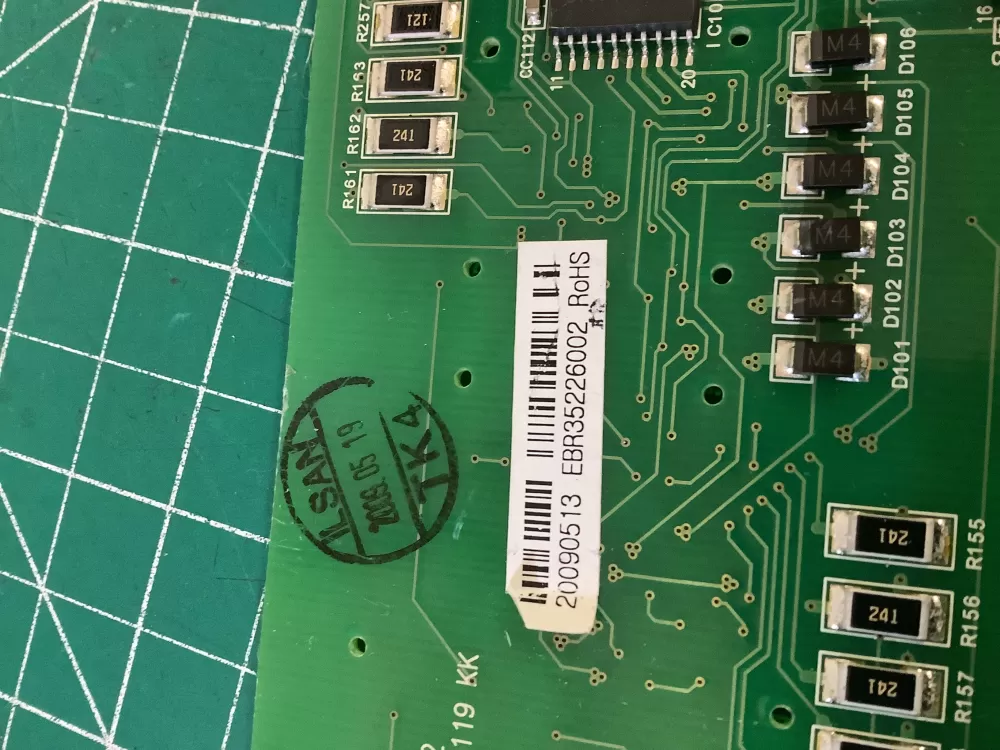 R257
121
R163
241
R162
241
R161
241
CC112
11
20
M4
D106
M4
D105
M4
D104
M4
D103
M4
D102
M4
D101
20090513 EBR35226002 RoHS
ILSAN
05 19
TK4
241
R155
241
R156
241
R157
119 KK
16